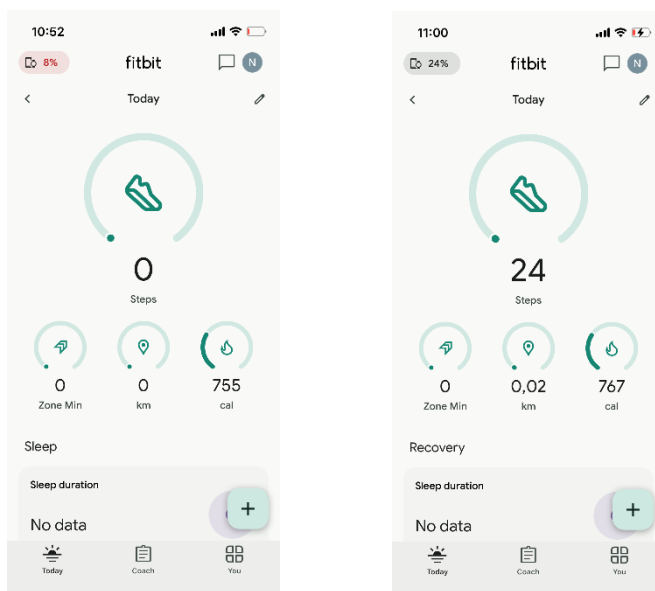 10:52
8%
fitbit
N
Today
0
Steps
0
0
755
Zone Min
km
cal
Sleep
Sleep duration
No data
+
Today
Coach
You
11:00
24%
fitbit
N
Today
24
Steps
0
0,02
767
Zone Min
km
cal
Recovery
Sleep duration
No data
+
Today
Coach
You